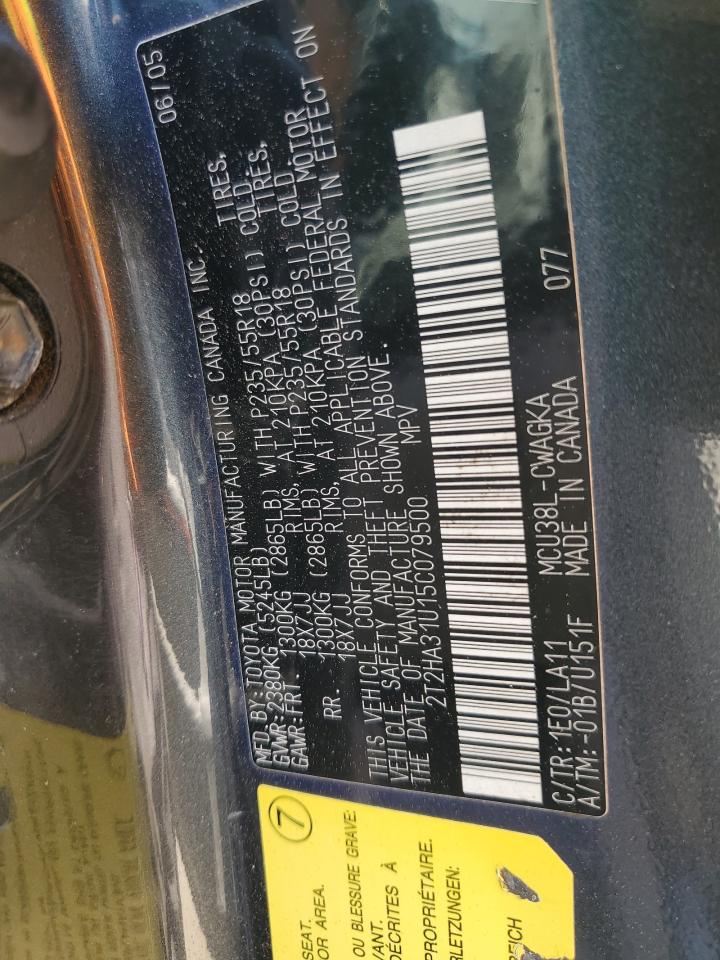 MFD. BY: TOYOTA MOTOR MANUFACTURING CANADA INC. 06/05
GVWR: 2380KG (5245LB)
GAWR: FRT. 1300KG (2865LB) WITH P235/55R18 TIRES,
18X7JJ RIMS, AT 210KPA (30PSI) COLD.
RR. 1300KG (2865LB) WITH P235/55R18 TIRES,
18X7JJ RIMS, AT 210KPA (30PSI) COLD.
THIS VEHICLE CONFORMS TO ALL APPLICABLE FEDERAL MOTOR
VEHICLE SAFETY AND THEFT PREVENTION STANDARDS IN EFFECT ON
THE DATE OF MANUFACTURE SHOWN ABOVE.
2T2HA31U15C079500 MPV
C/TR: 1E0/LA11 MCU38L-CWAGKA 077
A/TM: -01B/U151F MADE IN CANADA
7
SEAT.
OR AREA.
OU BLESSURE GRAVE:
DÉCRITES À
PROPRIÉTAIRE.